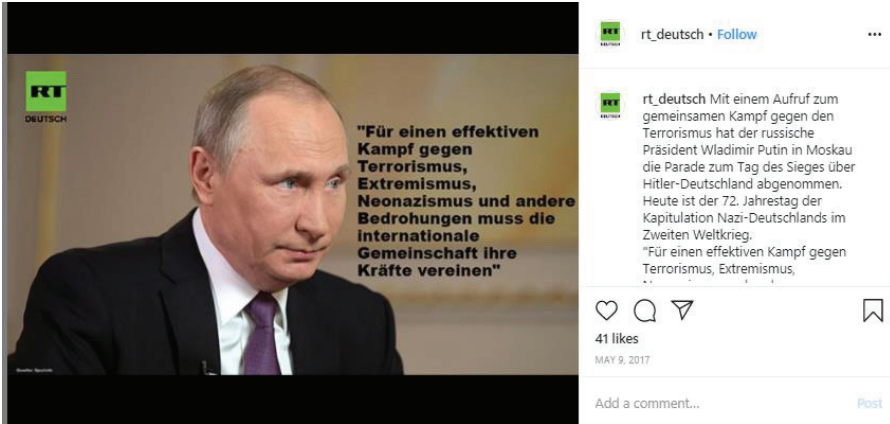 RT
DEUTSCH
"Für einen effektiven
Kampf gegen
Terrorismus,
Extremismus,
Neonazismus und andere
Bedrohungen muss die
internationale
Gemeinschaft ihre
Kräfte vereinen"
Quelle: Sputnik
RT
DEUTSCH
rt_deutsch • Follow
RT
DEUTSCH
rt_deutsch Mit einem Aufruf zum
gemeinsamen Kampf gegen den
Terrorismus hat der russische
Präsident Wladimir Putin in Moskau
die Parade zum Tag des Sieges über
Hitler-Deutschland abgenommen.
Heute ist der 72. Jahrestag der
Kapitulation Nazi-Deutschlands im
Zweiten Weltkrieg.
"Für einen effektiven Kampf gegen
Terrorismus, Extremismus,
41 likes
MAY 9, 2017
Add a comment...
Post